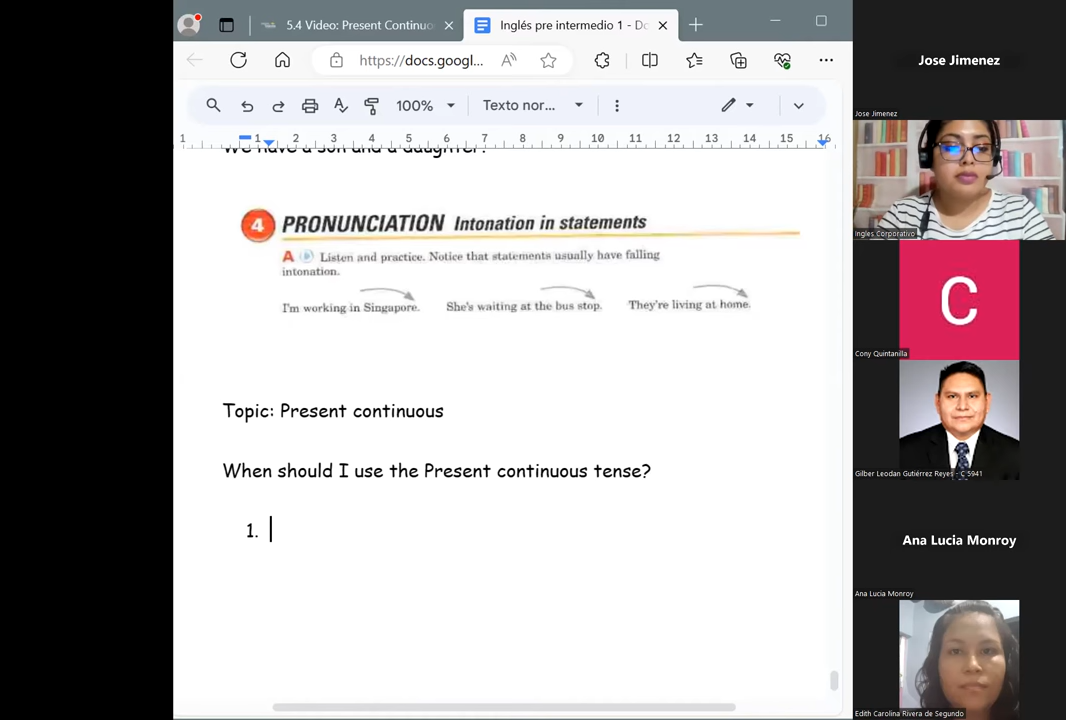 5.4 Video: Present Continuo
Inglés pre intermedio 1 - Do
https://docs.googl...
100%
Texto nor...
1 1 2 3 4 5 6 7 8 9 10 11 12 13 14 15 16
We have a son and a daughter.
4 PRONUNCIATION Intonation in statements
A Listen and practice. Notice that statements usually have falling
intonation.
I'm working in Singapore. She's waiting at the bus stop. They're living at home.
Topic: Present continuous
When should I use the Present continuous tense?
1.
Jose Jimenez
Jose Jimenez
Ingles Corporativo
C
Cony Quintanilla
Gilber Leodan Gutiérrez Reyes - C 5941
Ana Lucia Monroy
Ana Lucia Monroy
Edith Carolina Rivera de Segundo